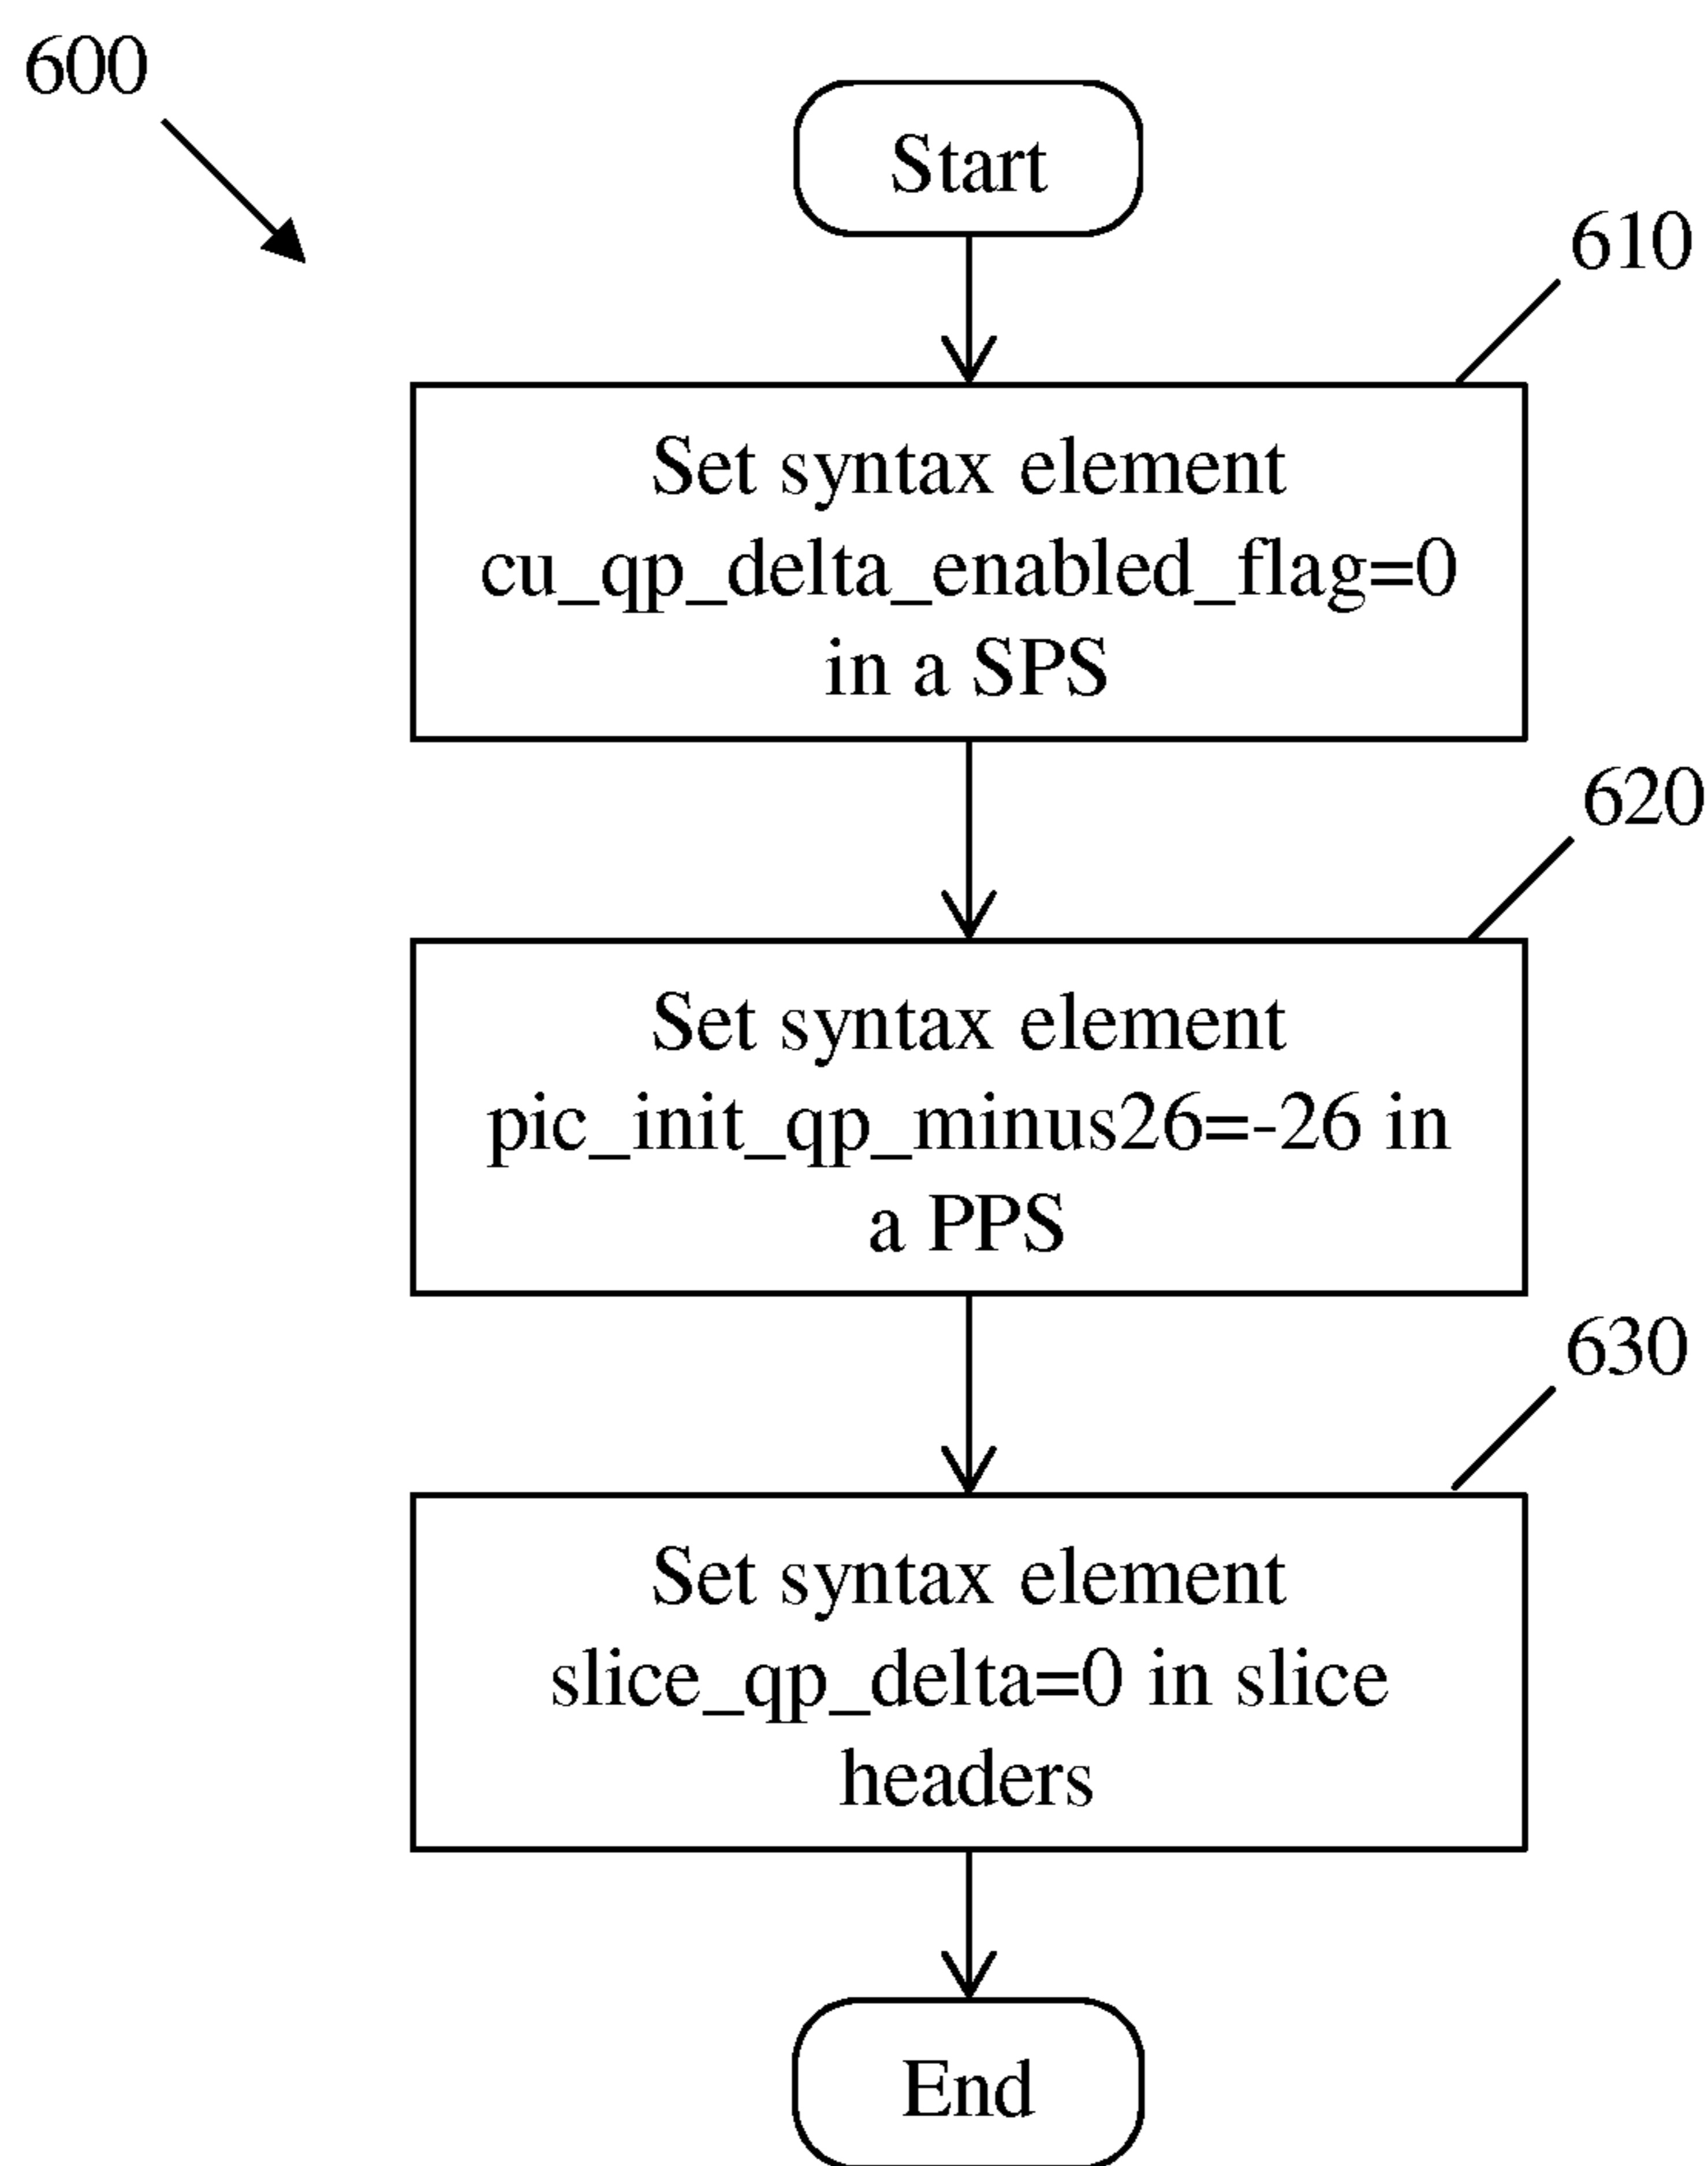 600
Start
610
Set syntax element
cu_qp_delta_enabled_flag=0
in a SPS
620
Set syntax element
pic_init_qp_minus26=-26 in
a PPS
630
Set syntax element
slice_qp_delta=0 in slice
headers
End